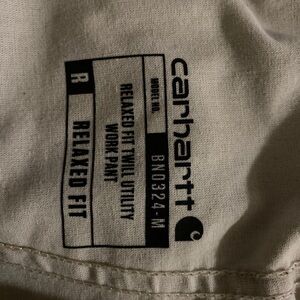 carhartt
MODEL NO. BN0324-M
RELAXED FIT TWILL UTILITY
WORK PANT
R RELAXED FIT